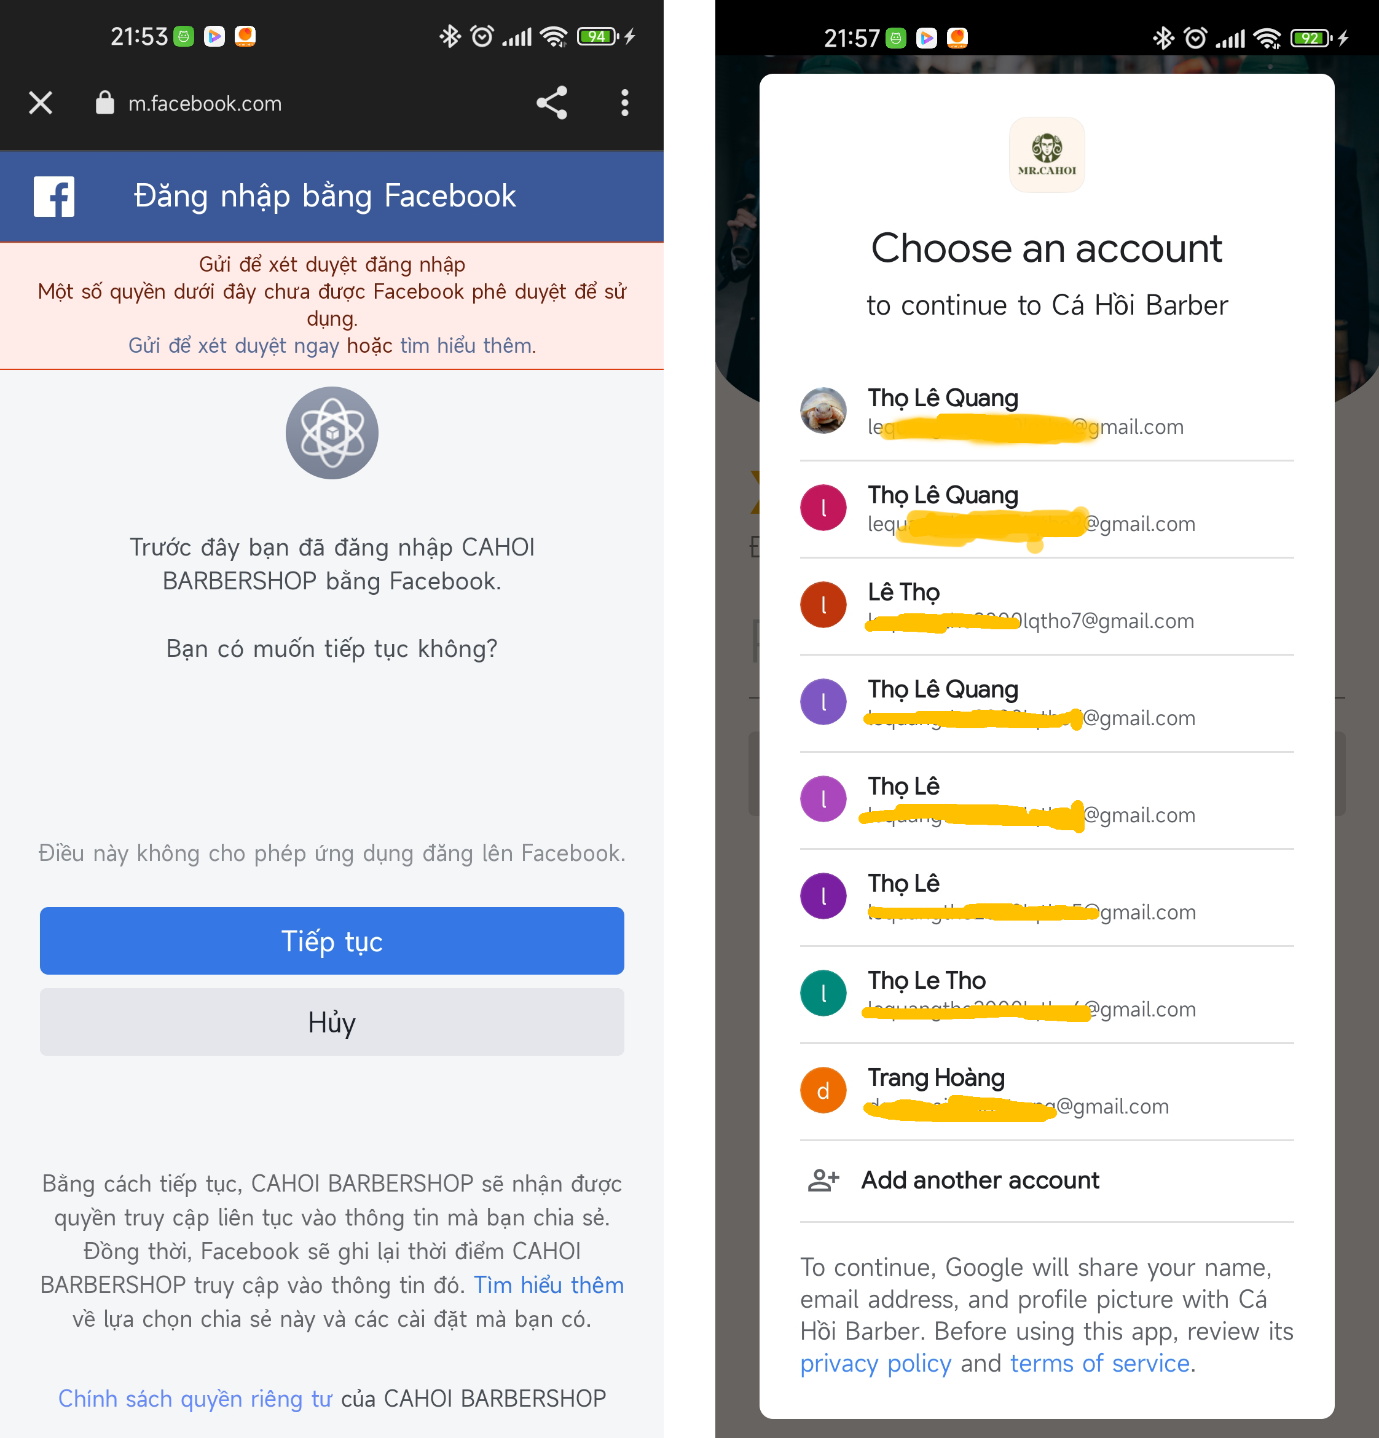 21:53
94
m.facebook.com
Đăng nhập bằng Facebook
Gửi để xét duyệt đăng nhập
Một số quyền dưới đây chưa được Facebook phê duyệt để sử
dụng.
Gửi để xét duyệt ngay hoặc tìm hiểu thêm.
Trước đây bạn đã đăng nhập CAHOI
BARBERSHOP bằng Facebook.
Bạn có muốn tiếp tục không?
Điều này không cho phép ứng dụng đăng lên Facebook.
Tiếp tục
Hủy
Bằng cách tiếp tục, CAHOI BARBERSHOP sẽ nhận được
quyền truy cập liên tục vào thông tin mà bạn chia sẻ.
Đồng thời, Facebook sẽ ghi lại thời điểm CAHOI
BARBERSHOP truy cập vào thông tin đó. Tìm hiểu thêm
về lựa chọn chia sẻ này và các cài đặt mà bạn có.
Chính sách quyền riêng tư của CAHOI BARBERSHOP
21:57
92
MR.CAHOI
Choose an account
to continue to Cá Hồi Barber
Thọ Lê Quang
@gmail.com
l
Thọ Lê Quang
@gmail.com
l
Lê Thọ
lqtho7@gmail.com
l
Thọ Lê Quang
@gmail.com
l
Thọ Lê
@gmail.com
l
Thọ Lê
@gmail.com
l
Thọ Le Tho
@gmail.com
d
Trang Hoàng
@gmail.com
Add another account
To continue, Google will share your name,
email address, and profile picture with Cá
Hồi Barber. Before using this app, review its
privacy policy and terms of service.